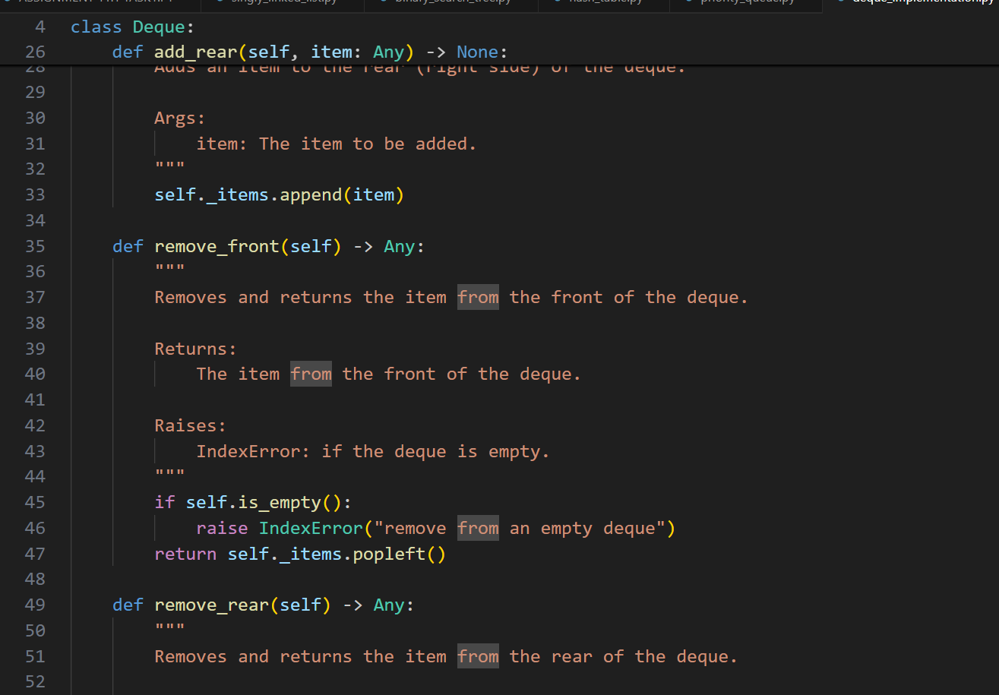 ASSIGNMENT singly_linked_list.py binary_search_tree.py hash_table.py priority_queue.py deque_implementation.py
4 class Deque:
26 def add_rear(self, item: Any) -> None:
28 Adds an item to the rear (right side) of the deque.
29
30 Args:
31 item: The item to be added.
32 """
33 self._items.append(item)
34
35 def remove_front(self) -> Any:
36 """
37 Removes and returns the item from the front of the deque.
38
39 Returns:
40 The item from the front of the deque.
41
42 Raises:
43 IndexError: if the deque is empty.
44 """
45 if self.is_empty():
46 raise IndexError("remove from an empty deque")
47 return self._items.popleft()
48
49 def remove_rear(self) -> Any:
50 """
51 Removes and returns the item from the rear of the deque.
52